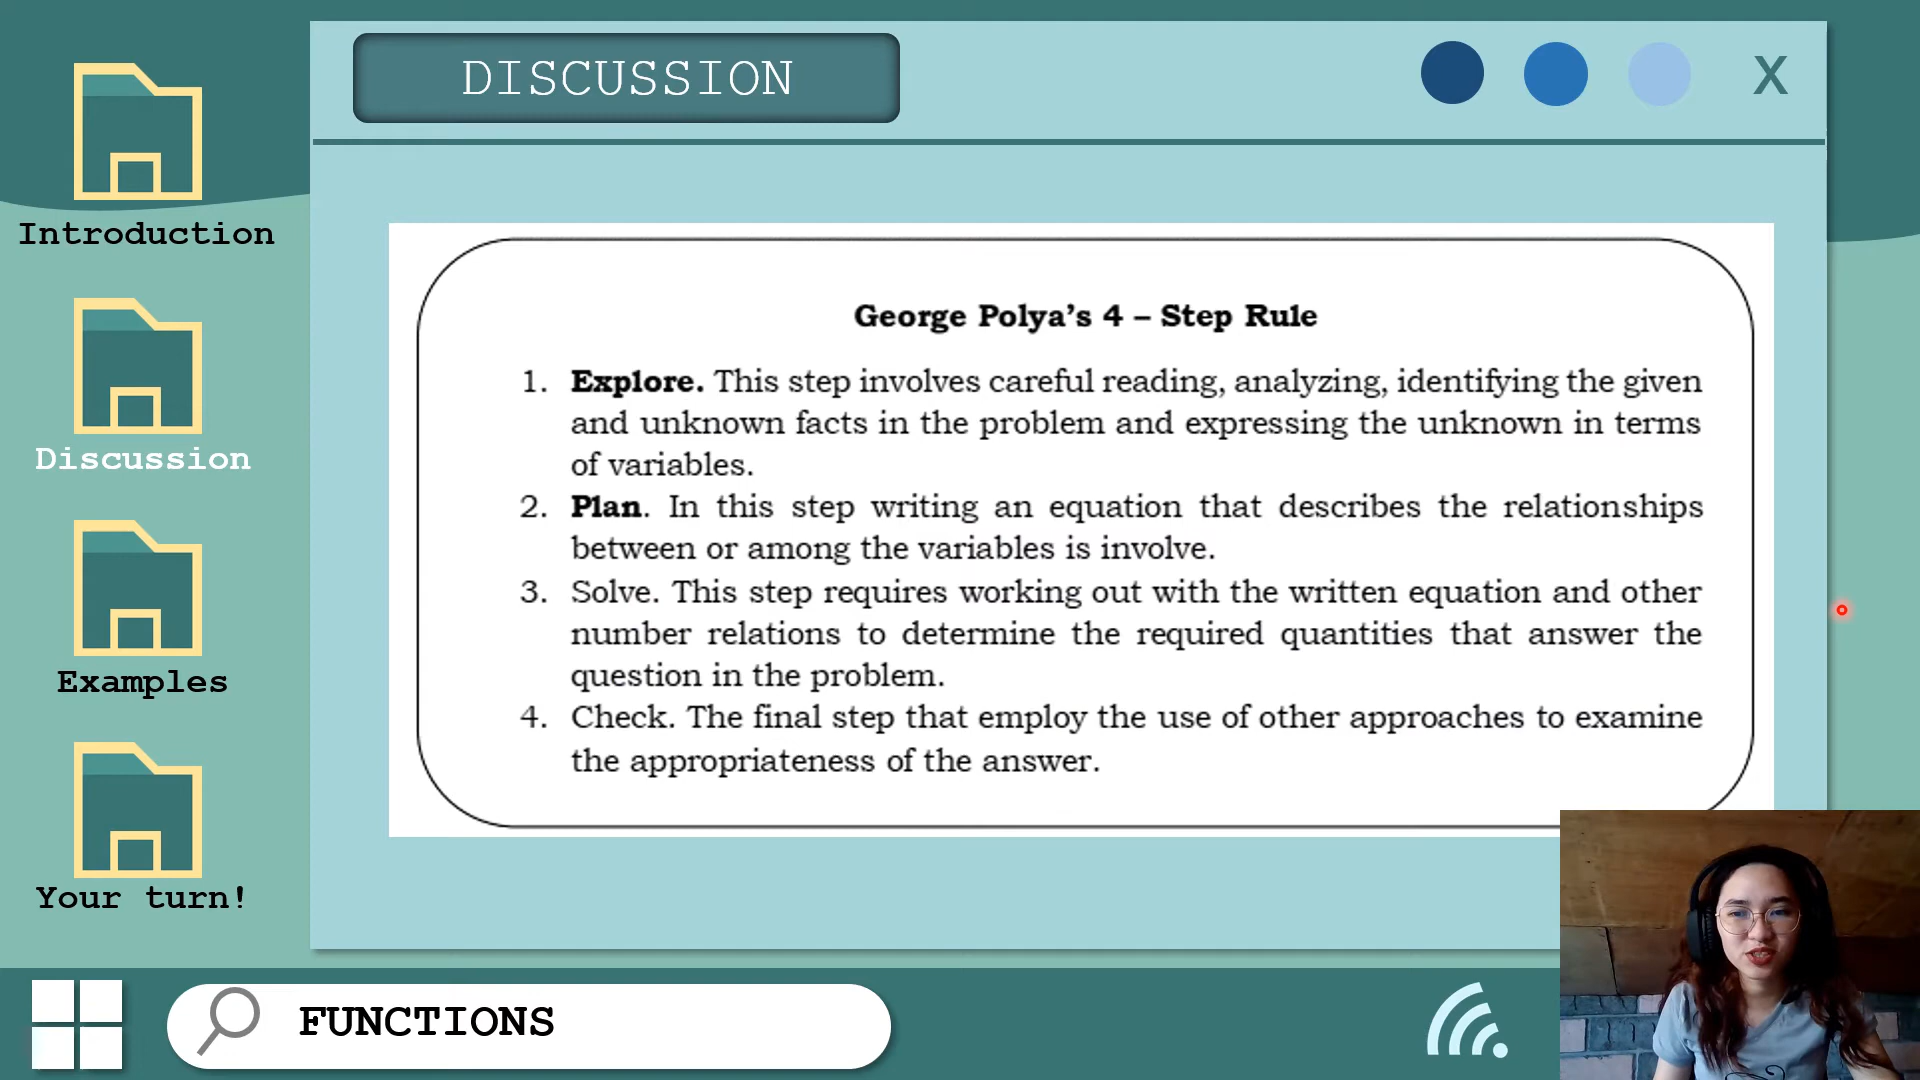 DISCUSSION
X
Introduction
Discussion
Examples
Your turn!
George Polya's 4 – Step Rule
1. Explore. This step involves careful reading, analyzing, identifying the given
and unknown facts in the problem and expressing the unknown in terms
of variables.
2. Plan. In this step writing an equation that describes the relationships
between or among the variables is involve.
3. Solve. This step requires working out with the written equation and other
number relations to determine the required quantities that answer the
question in the problem.
4. Check. The final step that employ the use of other approaches to examine
the appropriateness of the answer.
FUNCTIONS